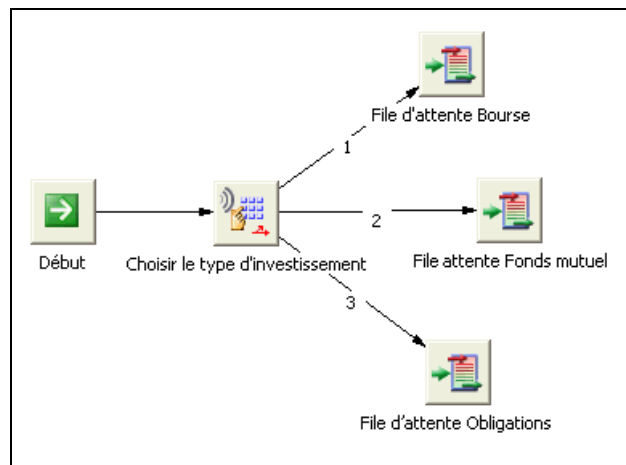 File d'attente Bourse
1
Début
Choisir le type d'investissement
2
File attente Fonds mutuel
3
File d'attente Obligations